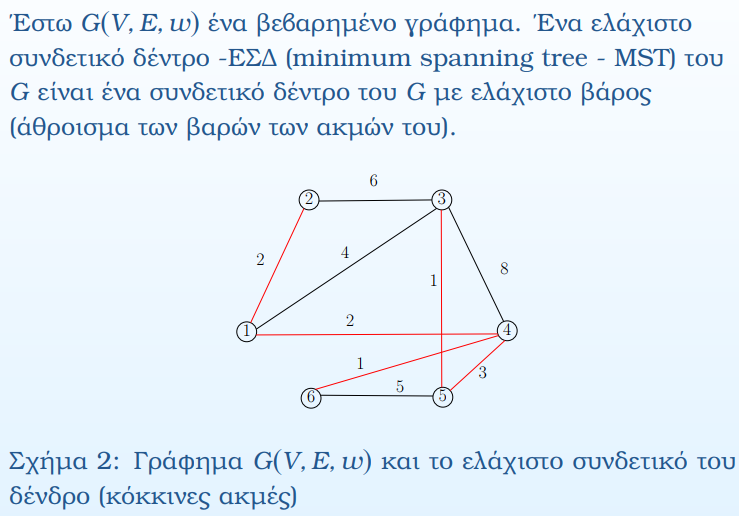 Έστω G(V, E, w) ένα βεβαρημένο γράφημα. Ένα ελάχιστο
συνδετικό δέντρο -ΕΣΔ (minimum spanning tree - MST) του
G είναι ένα συνδετικό δέντρο του G με ελάχιστο βάρος
(άθροισμα των βαρών των ακμών του).
6
2
3
2
4
8
1
2
1
4
1
3
5
6
5
Σχήμα 2: Γράφημα G(V, E, w) και το ελάχιστο συνδετικό του
δένδρο (κόκκινες ακμές)